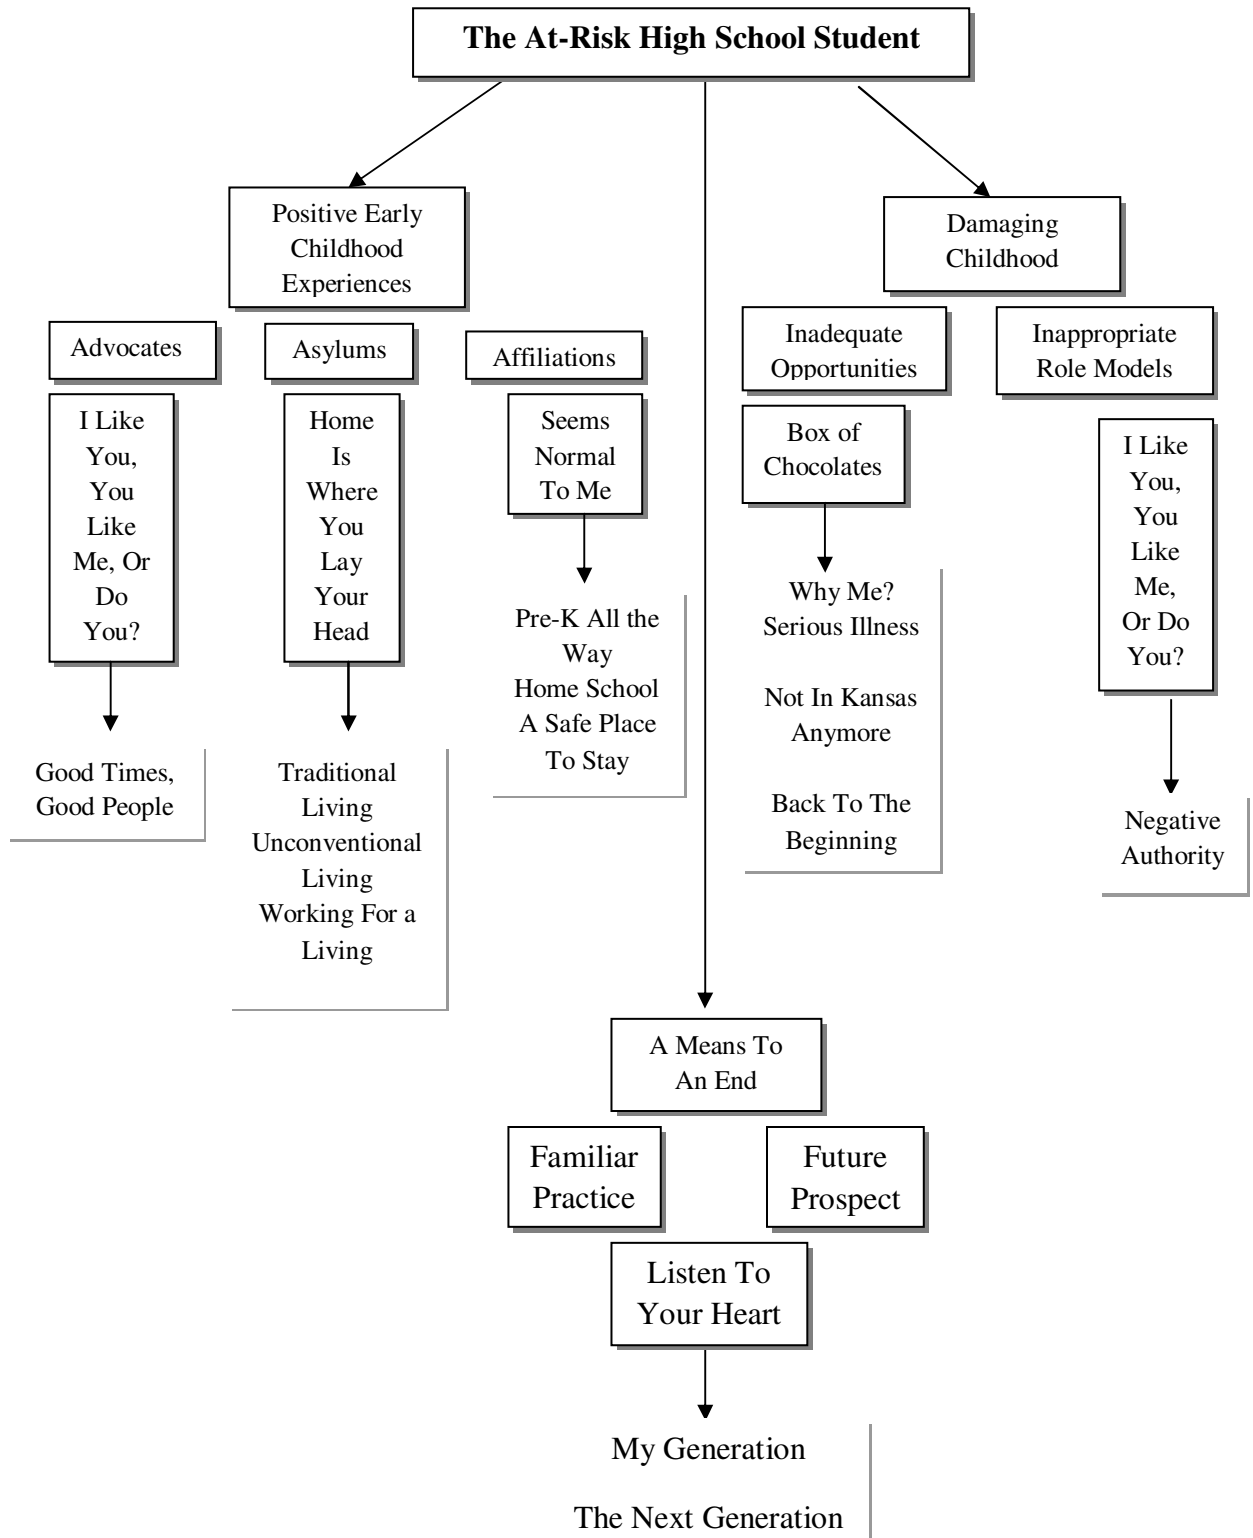 The At-Risk High School Student
Positive Early
Childhood
Experiences
Damaging
Childhood
Advocates
Asylums
Affiliations
Inadequate
Opportunities
Inappropriate
Role Models
I Like
You,
You
Like
Me, Or
Do
You?
Home
Is
Where
You
Lay
Your
Head
Seems
Normal
To Me
Box of
Chocolates
I Like
You,
You
Like
Me,
Or Do
You?
Good Times,
Good People
Traditional
Living
Unconventional
Living
Working For a
Living
Pre-K All the
Way
Home School
A Safe Place
To Stay
Why Me?
Serious Illness
Not In Kansas
Anymore
Back To The
Beginning
Negative
Authority
A Means To
An End
Familiar
Practice
Future
Prospect
Listen To
Your Heart
My Generation
The Next Generation